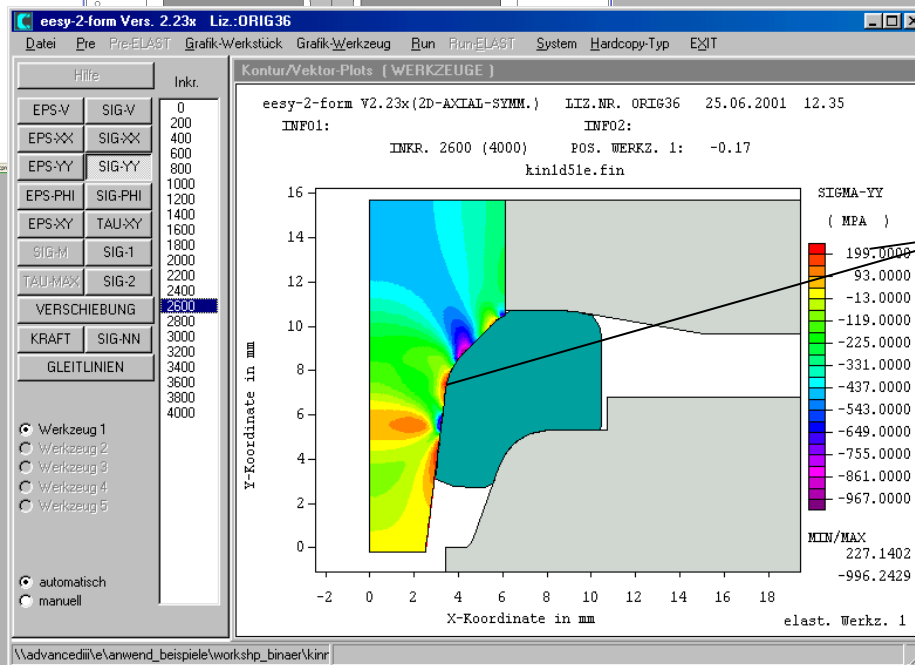 eesy-2-form Vers. 2.23x Liz.:ORIG36
Datei Pre Pre-ELAST Grafik-Werkstück Grafik-Werkzeug Run Run-ELAST System Hardcopy-Typ EXIT
Hilfe
Inkr.
EPS-V SIG-V
EPS-XX SIG-XX
EPS-YY SIG-YY
EPS-PHI SIG-PHI
EPS-XY TAU-XY
SIG-M SIG-1
TAU-MAX SIG-2
VERSCHIEBUNG
KRAFT SIG-NN
GLEITLINIEN
0
200
400
600
800
1000
1200
1400
1600
1800
2000
2200
2400
2600
2800
3000
3200
3400
3600
3800
4000
Werkzeug 1
Werkzeug 2
Werkzeug 3
Werkzeug 4
Werkzeug 5
automatisch
manuell
Kontur/Vektor-Plots ( WERKZEUGE )
eesy-2-form V2.23x(2D-AXIAL-SYMM.) LIZ.NR. ORIG36 25.06.2001 12.35
INFO1: INFO2:
INKR. 2600 (4000) POS. WERKZ. 1: -0.17
kin1d51e.fin
16
14
12
10
8
6
4
2
0
Y-Koordinate in mm
-2 0 2 4 6 8 10 12 14 16 18
X-Koordinate in mm
SIGMA-YY
( MPA )
199.0000
93.0000
-13.0000
-119.0000
-225.0000
-331.0000
-437.0000
-543.0000
-649.0000
-755.0000
-861.0000
-967.0000
MIN/MAX
227.1402
-996.2429
elast. Werkz. 1
\\advancediii\e\anwend_beispiele\workshp_binaer\kinr